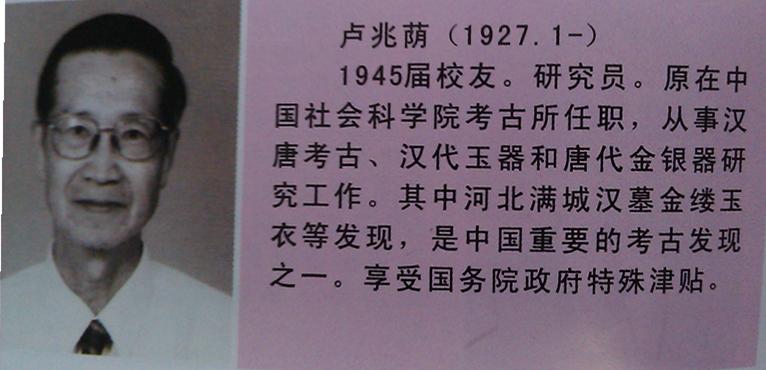 卢兆荫（1927.1-）
1945届校友。研究员。原在中
国社会科学院考古所任职，从事汉
唐考古、汉代玉器和唐代金银器研
究工作。其中河北满城汉墓金缕玉
衣等发现，是中国重要的考古发现
之一。享受国务院政府特殊津贴。